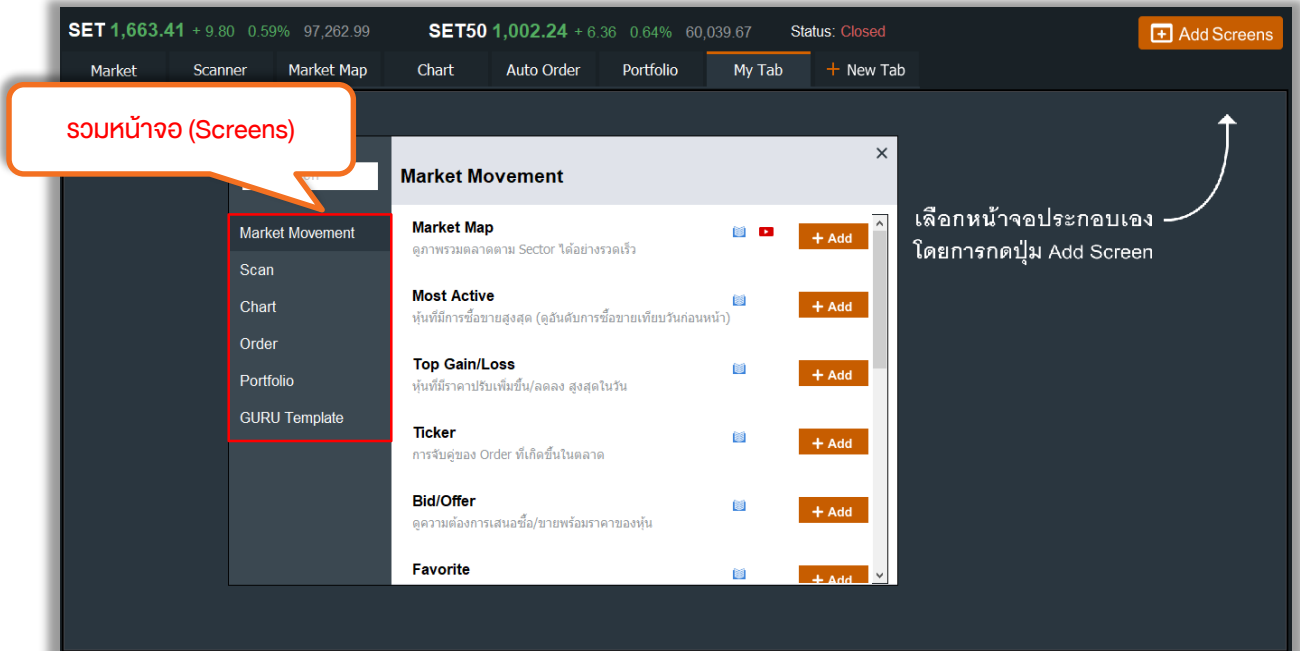 SET 1,663.41 + 9.80 0.59% 97,262.99 SET50 1,002.24 + 6.36 0.64% 60,039.67 Status: Closed
Add Screens
Market Scanner Market Map Chart Auto Order Portfolio My Tab + New Tab
รวมหน้าจอ (Screens)
Market Movement
Scan
Chart
Order
Portfolio
GURU Template
Market Movement
Market Map
ดูภาพรวมตลาดตาม Sector ได้อย่างรวดเร็ว
+ Add
Most Active
หุ้นที่มีการซื้อขายสูงสุด (ดูอันดับการซื้อขายเทียบวันก่อนหน้า)
+ Add
Top Gain/Loss
หุ้นที่มีราคาปรับเพิ่มขึ้น/ลดลง สูงสุดในวัน
+ Add
Ticker
การจับคู่ของ Order ที่เกิดขึ้นในตลาด
+ Add
Bid/Offer
ดูความต้องการเสนอซื้อ/ขายพร้อมราคาของหุ้น
+ Add
Favorite
+ Add
เลือกหน้าจอประกอบเอง
โดยการกดปุ่ม Add Screen